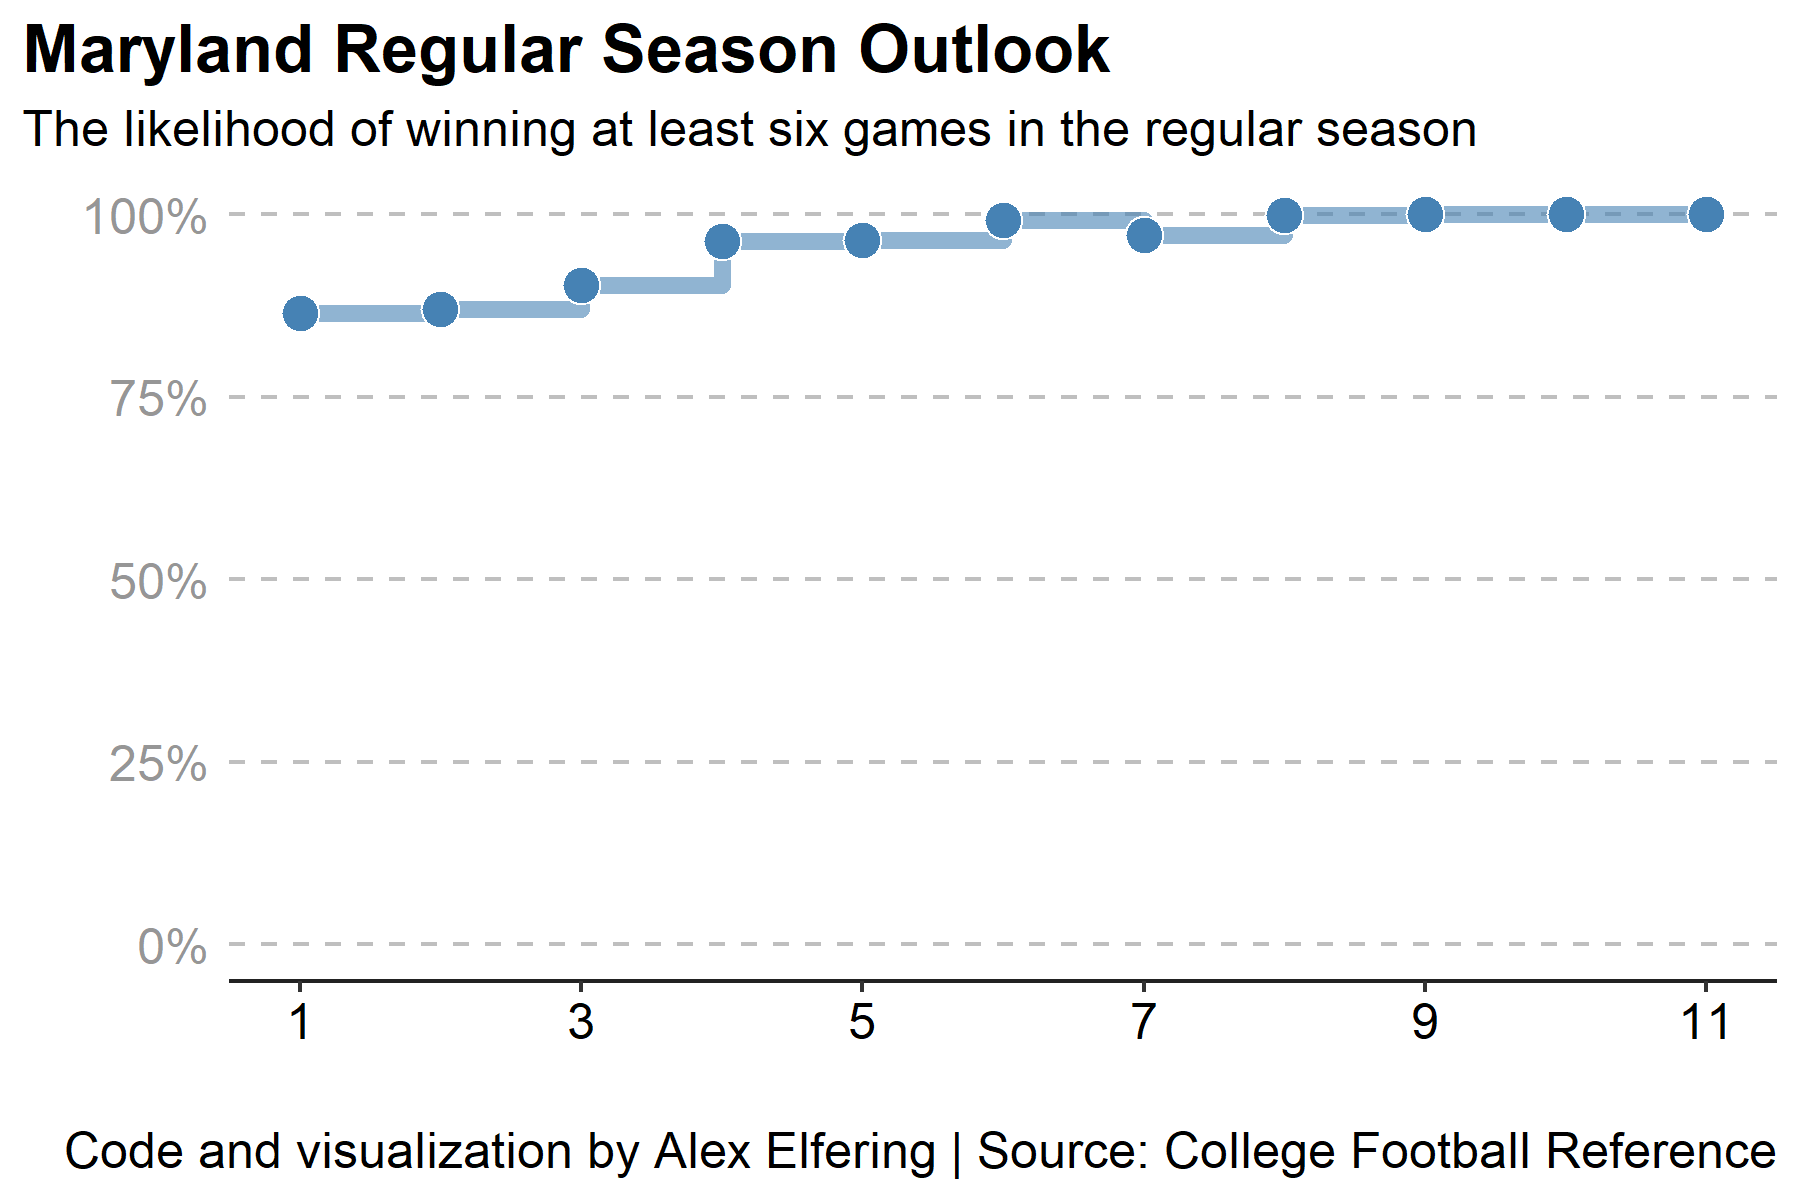 Maryland Regular Season Outlook
The likelihood of winning at least six games in the regular season
100%
75%
50%
25%
0%
1 3 5 7 9 11
Code and visualization by Alex Elfering | Source: College Football Reference